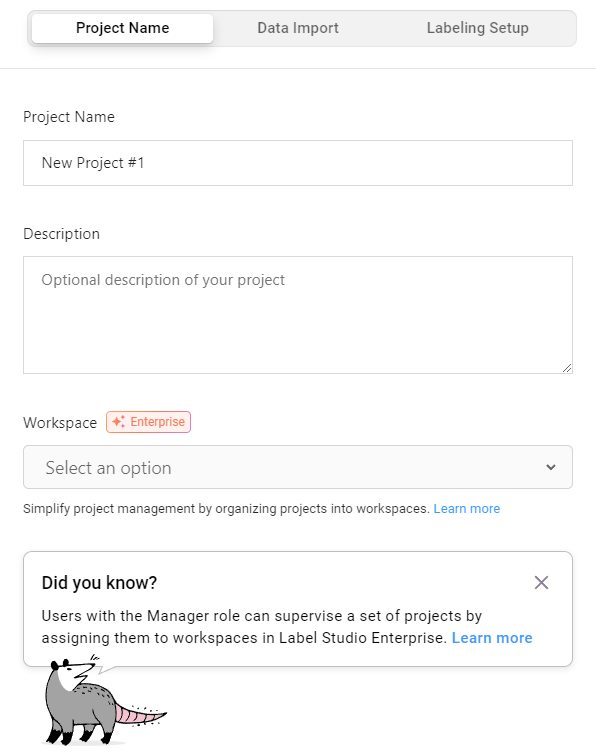 Project Name Data Import Labeling Setup
Project Name
New Project #1
Description
Optional description of your project
Workspace Enterprise
Select an option
Simplify project management by organizing projects into workspaces. Learn more
Did you know?
Users with the Manager role can supervise a set of projects by
assigning them to workspaces in Label Studio Enterprise. Learn more